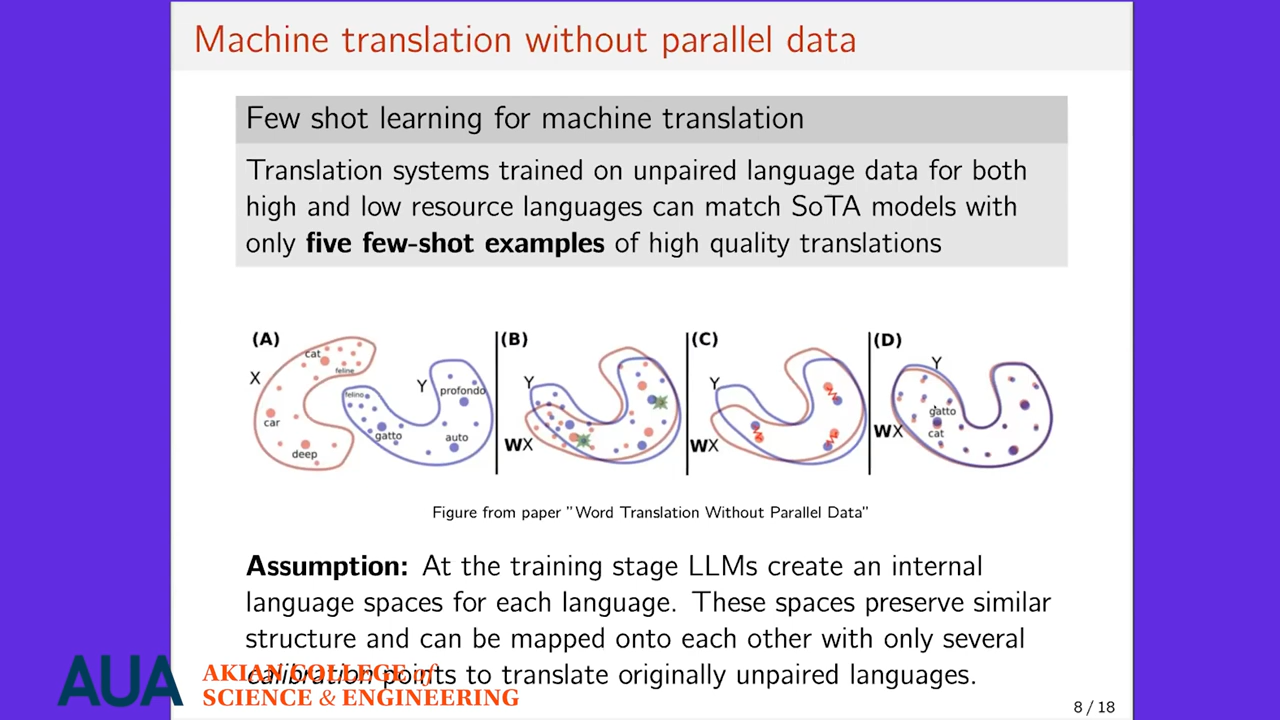 Machine translation without parallel data
Few shot learning for machine translation
Translation systems trained on unpaired language data for both
high and low resource languages can match SoTA models with
only five few-shot examples of high quality translations
(A)
cat
feline
X
car
deep
Y
felino
profondo
gatto
auto
(B)
Y
WX
(C)
Y
WX
(D)
Y
gatto
WX
cat
Figure from paper "Word Translation Without Parallel Data"
Assumption: At the training stage LLMs create an internal
language spaces for each language. These spaces preserve similar
structure and can be mapped onto each other with only several
calibration points to translate originally unpaired languages.
AUA
AKIAN COLLEGE of
SCIENCE & ENGINEERING
8 / 18